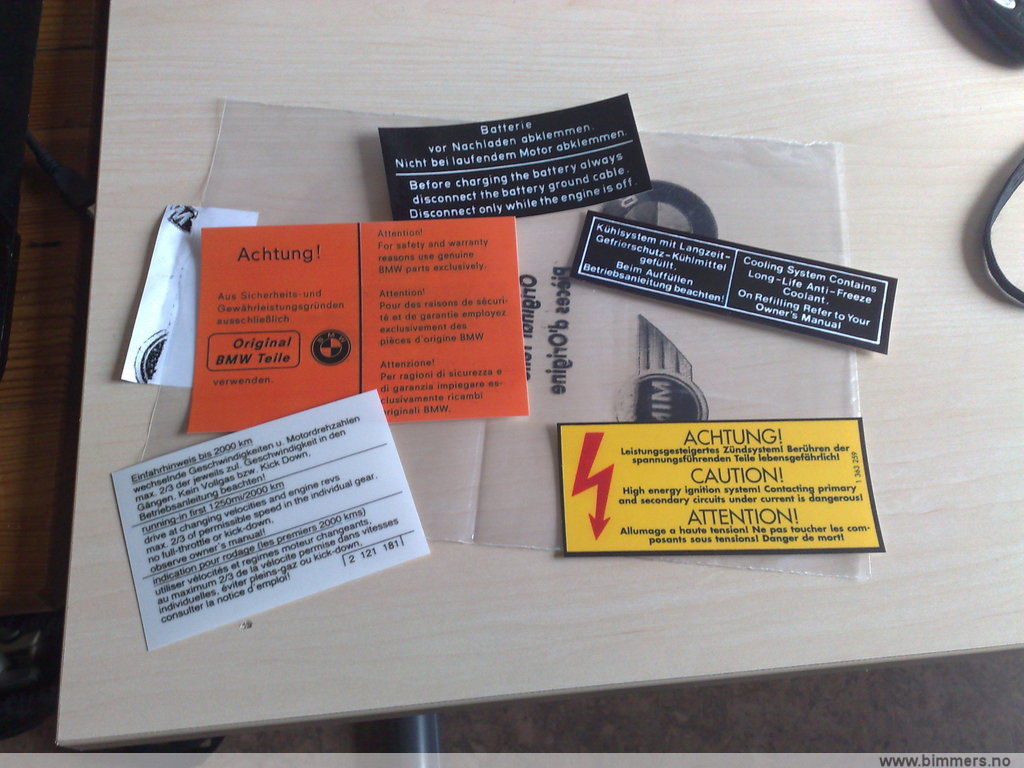 Batterie
vor Nachladen abklemmen.
Nicht bei laufendem Motor abklemmen.
Before charging the battery always
disconnect the battery ground cable.
Disconnect only while the engine is off.
Kühlsystem mit Langzeit-
Gefrierschutz-Kühlmittel
gefüllt.
Beim Auffüllen
Betriebsanleitung beachten!
Cooling System Contains
Long-Life Anti-Freeze
Coolant.
On Refilling Refer to Your
Owner's Manual
Achtung!
Aus Sicherheits-und
Gewährleistungsgründen
ausschließlich
Original
BMW Teile
BMW
verwenden.
Attention!
For safety and warranty
reasons use genuine
BMW parts exclusively.
Attention!
Pour des raisons de sécuri-
té et de garantie employez
exclusivement des
pièces d'origine BMW
Attenzione!
Per ragioni di sicurezza e
di garanzia impiegare es-
clusivamente ricambi
originali BMW.
Original Teile
pièces d'Origine
MINI
ACHTUNG!
Leistungsgesteigertes Zündsystem! Berühren der
spannungsführenden Teile lebensgefährlich!
CAUTION!
High energy ignition system! Contacting primary
and secondary circuits under current is dangerous!
ATTENTION!
Allumage a haute tension! Ne pas toucher les com-
posants sous tensions! Danger de mort!
1 363 259
Einfahrhinweis bis 2000 km
wechselnde Geschwindigkeiten u. Motordrehzahlen
max. 2/3 der jeweils zul. Geschwindigkeit in den
Gängen. Kein Vollgas bzw. Kick Down.
Betriebsanleitung beachten!
running-in first 1250mi/2000 km
drive at changing velocities and engine revs
max. 2/3 of permissible speed in the individual gear.
no full-throttle or kick-down.
observe owner's manual!
indication pour rodage (les premiers 2000 kms)
utiliser vélocités et regimes moteur changeants,
au maximum 2/3 de la vélocite permise dans vitesses
individuelles, éviter pleins-gaz ou kick-down.
consulter la notice d'emploi!
2 121 181
www.bimmers.no